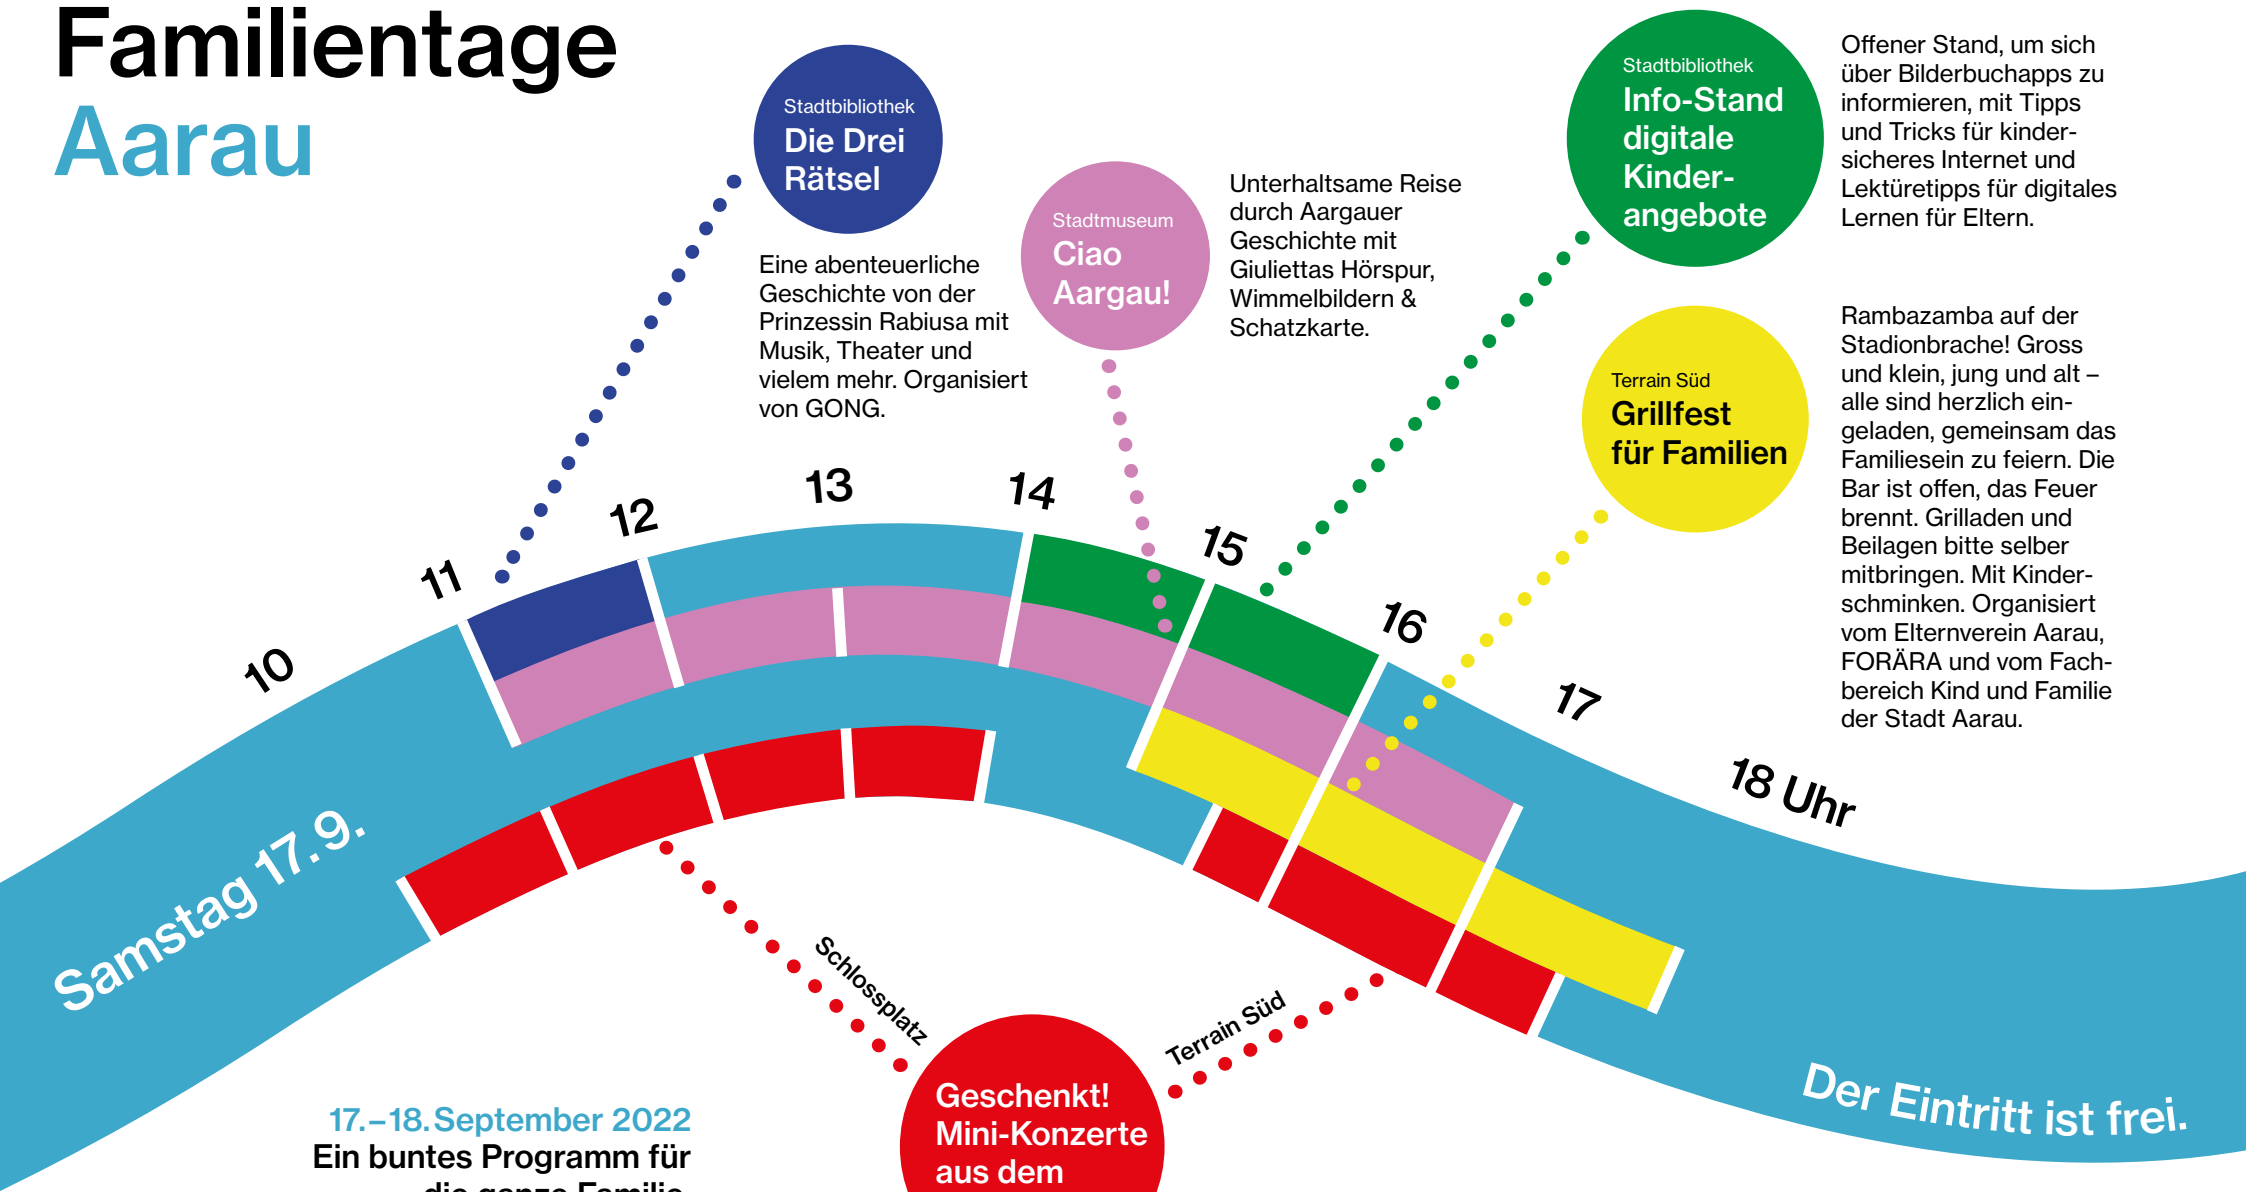 Familientage
Aarau
Stadtbibliothek
Die Drei
Rätsel
Eine abenteuerliche
Geschichte von der
Prinzessin Rabiusa mit
Musik, Theater und
vielem mehr. Organisiert
von GONG.
Stadtmuseum
Ciao
Aargau!
Unterhaltsame Reise
durch Aargauer
Geschichte mit
Giuliettas Hörspur,
Wimmelbildern &
Schatzkarte.
Stadtbibliothek
Info-Stand
digitale
Kinder-
angebote
Offener Stand, um sich
über Bilderbuchapps zu
informieren, mit Tipps
und Tricks für kinder-
sicheres Internet und
Lektüretipps für digitales
Lernen für Eltern.
Terrain Süd
Grillfest
für Familien
Rambazamba auf der
Stadionbrache! Gross
und klein, jung und alt –
alle sind herzlich ein-
geladen, gemeinsam das
Familiesein zu feiern. Die
Bar ist offen, das Feuer
brennt. Grilladen und
Beilagen bitte selber
mitbringen. Mit Kinder-
schminken. Organisiert
vom Elternverein Aarau,
FORÄRA und vom Fach-
bereich Kind und Familie
der Stadt Aarau.
10
11
12
13
14
15
16
17
18 Uhr
Samstag 17.9.
Schlossplatz
Terrain Süd
Geschenkt!
Mini-Konzerte
aus dem
Der Eintritt ist frei.
17.–18. September 2022
Ein buntes Programm für
die ganze Familie